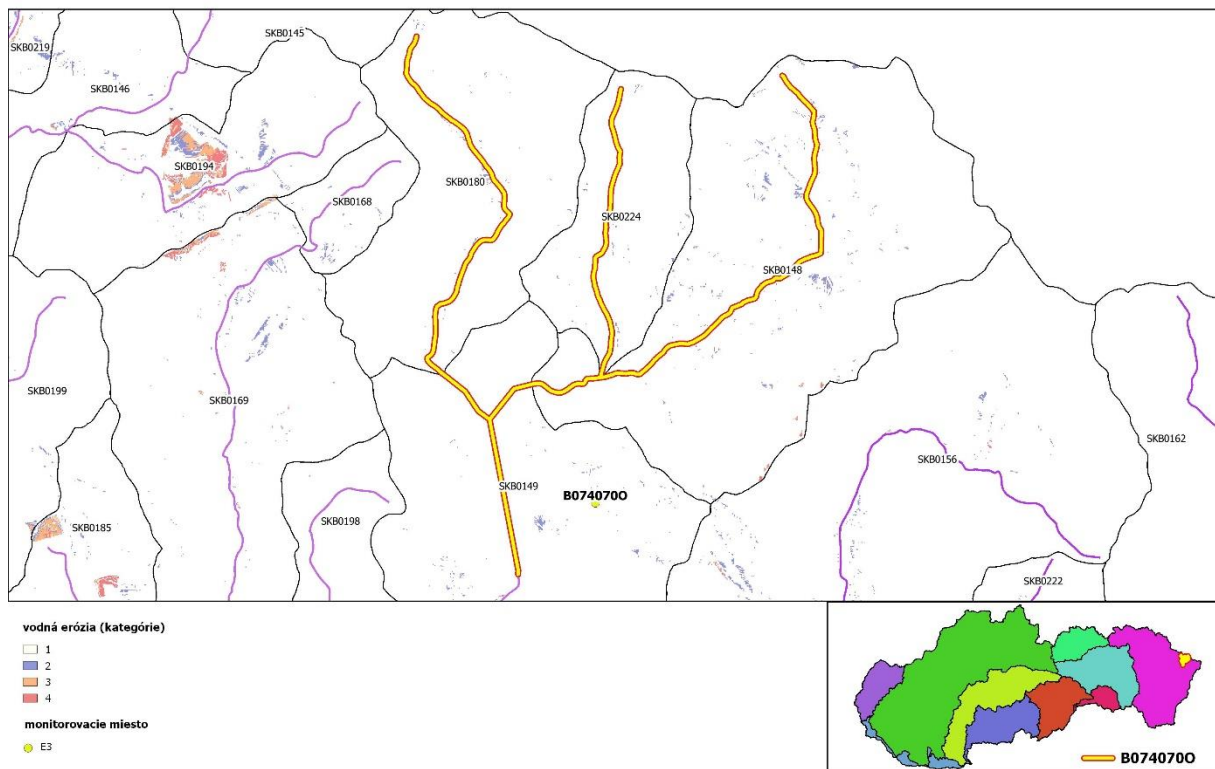 SKB0219
SKB0145
SKB0146
SKB0194
SKB0180
SKB0168
SKB0224
SKB0148
SKB0199
SKB0169
SKB0162
SKB0156
SKB0149
B074070O
SKB0185
SKB0198
SKB0222
vodná erózia (kategórie)
1
2
3
4
monitorovacie miesto
E3
B074070O